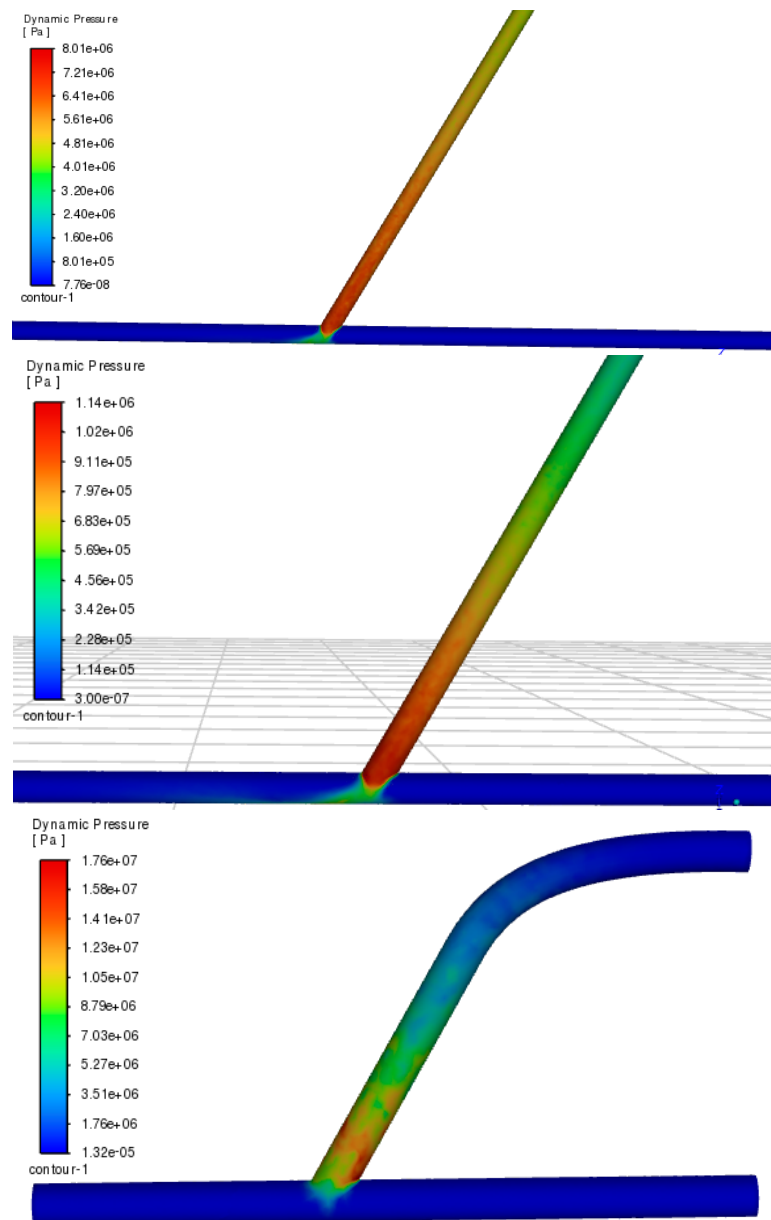 Dynamic Pressure
[ Pa ]
8.01e+06
7.21e+06
6.41e+06
5.61e+06
4.81e+06
4.01e+06
3.20e+06
2.40e+06
1.60e+06
8.01e+05
7.76e-08
contour-1
Dynamic Pressure
[ Pa ]
1.14e+06
1.02e+06
9.11e+05
7.97e+05
6.83e+05
5.69e+05
4.56e+05
3.42e+05
2.28e+05
1.14e+05
3.00e-07
contour-1
Dynamic Pressure
[ Pa ]
1.76e+07
1.58e+07
1.41e+07
1.23e+07
1.05e+07
8.79e+06
7.03e+06
5.27e+06
3.51e+06
1.76e+06
1.32e-05
contour-1